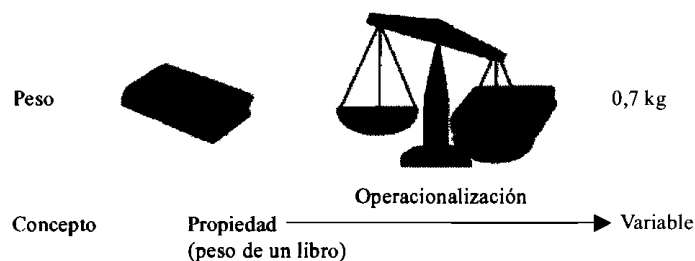 Peso
0,7 kg
Operacionalización
Concepto Propiedad Variable
(peso de un libro)